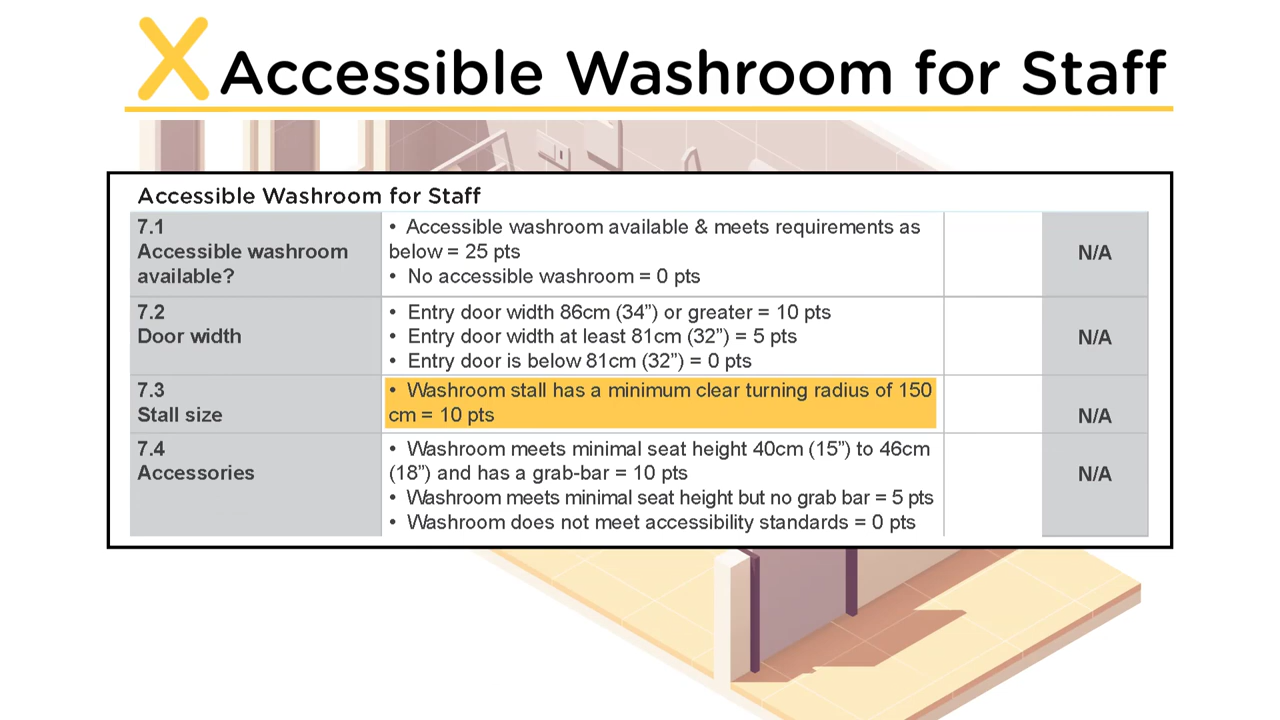 X Accessible Washroom for Staff
Accessible Washroom for Staff
7.1
Accessible washroom
available?
• Accessible washroom available & meets requirements as
below = 25 pts
• No accessible washroom = 0 pts
N/A
7.2
Door width
• Entry door width 86cm (34”) or greater = 10 pts
• Entry door width at least 81cm (32”) = 5 pts
• Entry door is below 81cm (32”) = 0 pts
N/A
7.3
Stall size
• Washroom stall has a minimum clear turning radius of 150
cm = 10 pts
N/A
7.4
Accessories
• Washroom meets minimal seat height 40cm (15”) to 46cm
(18”) and has a grab-bar = 10 pts
• Washroom meets minimal seat height but no grab bar = 5 pts
• Washroom does not meet accessibility standards = 0 pts
N/A